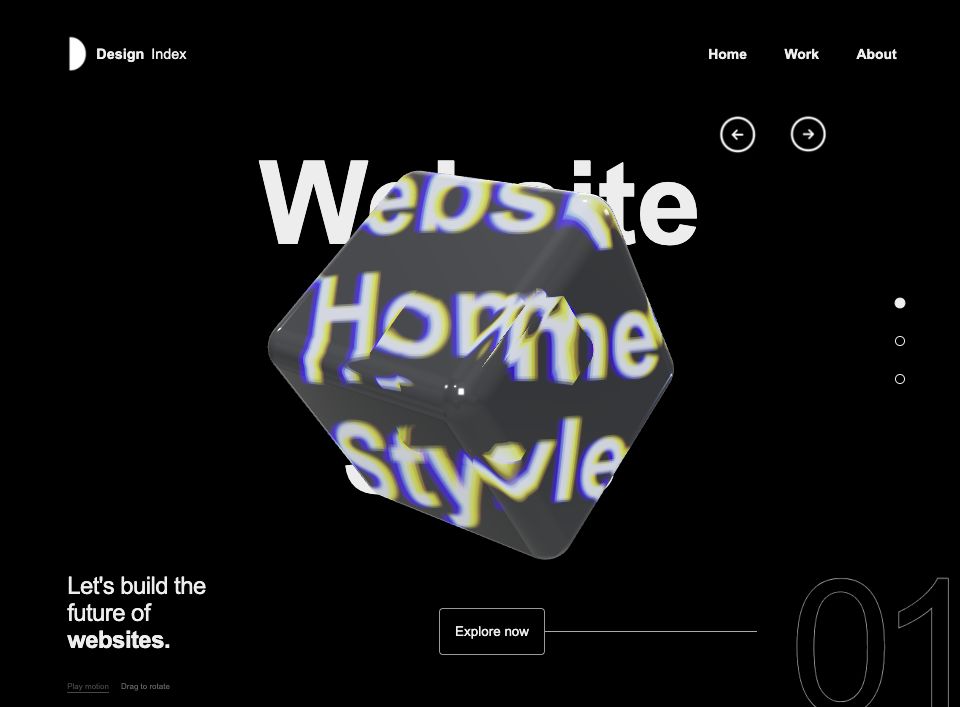 Design Index
Home Work About
Website
Home
Style
Let's build the
future of
websites.
Explore now
01
Play motion Drag to rotate